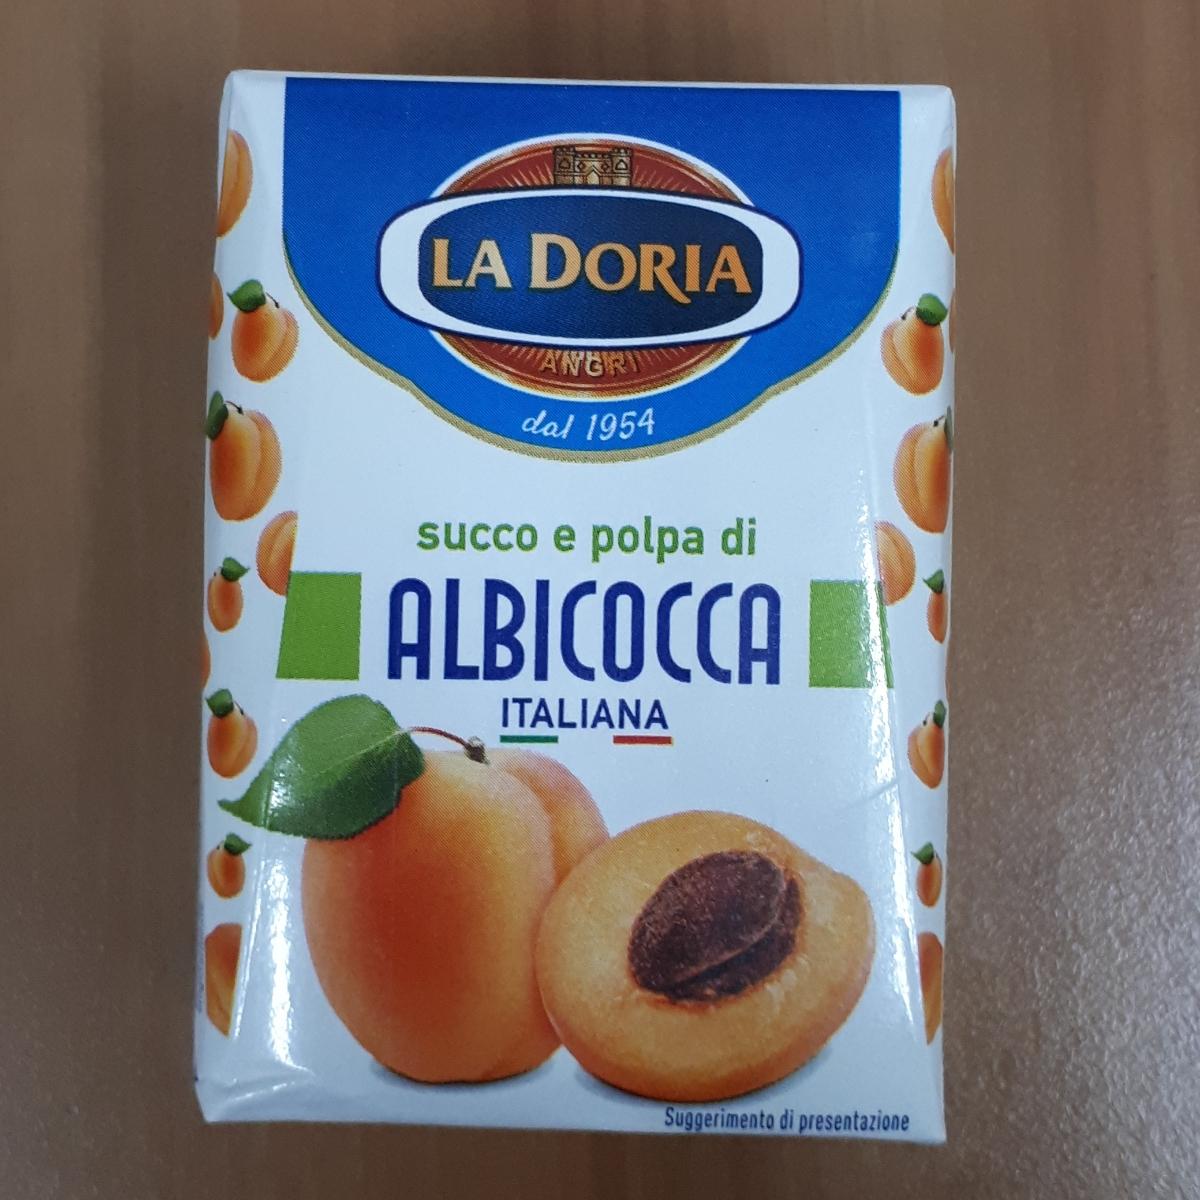 LA DORIA
ANGRI
dal 1954
succo e polpa di
ALBICOCCA
ITALIANA
Suggerimento di presentazione